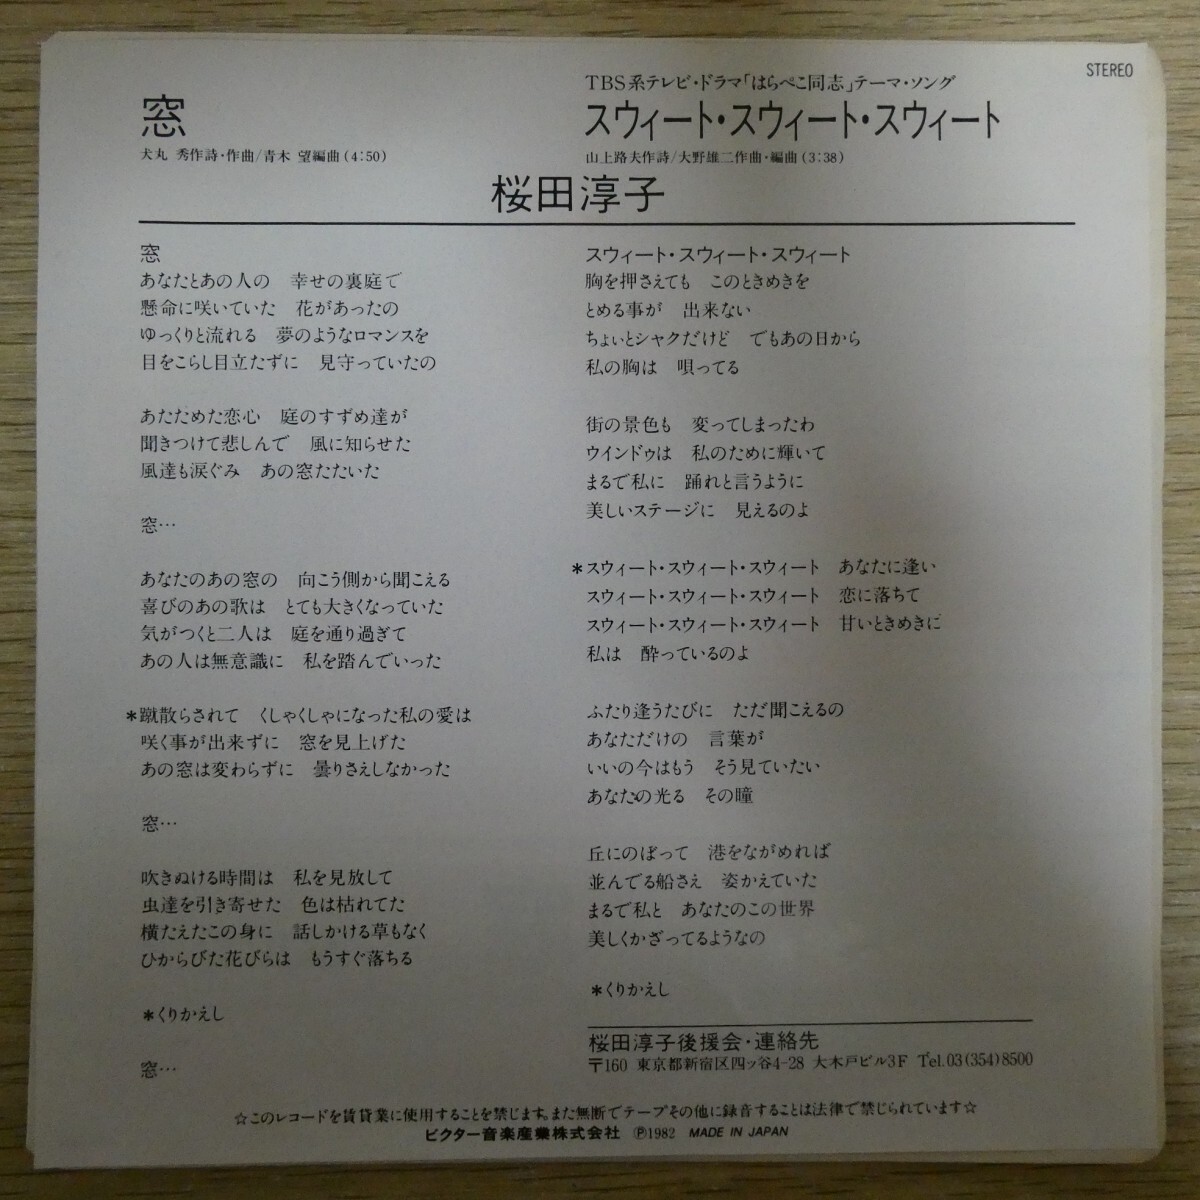 STEREO
窓
犬丸 秀作詩・作曲/青木 望編曲(4:50)
TBS系テレビ・ドラマ「はらぺこ同志」テーマ・ソング
スウィート・スウィート・スウィート
山上路夫作詩/大野雄二作曲・編曲(3:38)
桜田淳子
窓
あなたとあの人の 幸せの裏庭で
懸命に咲いていた 花があったの
ゆっくりと流れる 夢のようなロマンスを
目をこらし目立たずに 見守っていたの
あたためた恋心 庭のすずめ達が
聞きつけて悲しんで 風に知らせた
風達も涙ぐみ あの窓たたいた
窓…
あなたのあの窓の 向こう側から聞こえる
喜びのあの歌は とても大きくなっていた
気がつくと二人は 庭を通り過ぎて
あの人は無意識に 私を踏んでいった
*蹴散らされて くしゃくしゃになった私の愛は
咲く事が出来ずに 窓を見上げた
あの窓は変わらずに 曇りさえしなかった
窓…
吹きぬける時間は 私を見放して
虫達を引き寄せた 色は枯れてた
横たえたこの身に 話しかける草もなく
ひからびた花びらは もうすぐ落ちる
*くりかえし
窓…
スウィート・スウィート・スウィート
胸を押さえても このときめきを
とめる事が 出来ない
ちょいとシャクだけど でもあの日から
私の胸は 唄ってる
街の景色も 変ってしまったわ
ウインドゥは 私のために輝いて
まるで私に 踊れと言うように
美しいステージに 見えるのよ
*スウィート・スウィート・スウィート あなたに逢い
スウィート・スウィート・スウィート 恋に落ちて
スウィート・スウィート・スウィート 甘いときめきに
私は 酔っているのよ
ふたり逢うたびに ただ聞こえるの
あなただけの 言葉が
いいの今はもう そう見ていたい
あなたの光る その瞳
丘にのぼって 港をながめれば
並んでる船さえ 姿かえていた
まるで私と あなたのこの世界
美しくかざってるようなの
*くりかえし
桜田淳子後援会・連絡先
〒160 東京都新宿区四ッ谷4-28 大木戸ビル3F Tel.03(354)8500
☆このレコードを賃貸業に使用することを禁じます。また無断でテープその他に録音することは法律で禁じられています☆
ビクター音楽産業株式会社 ℗1982 MADE IN JAPAN